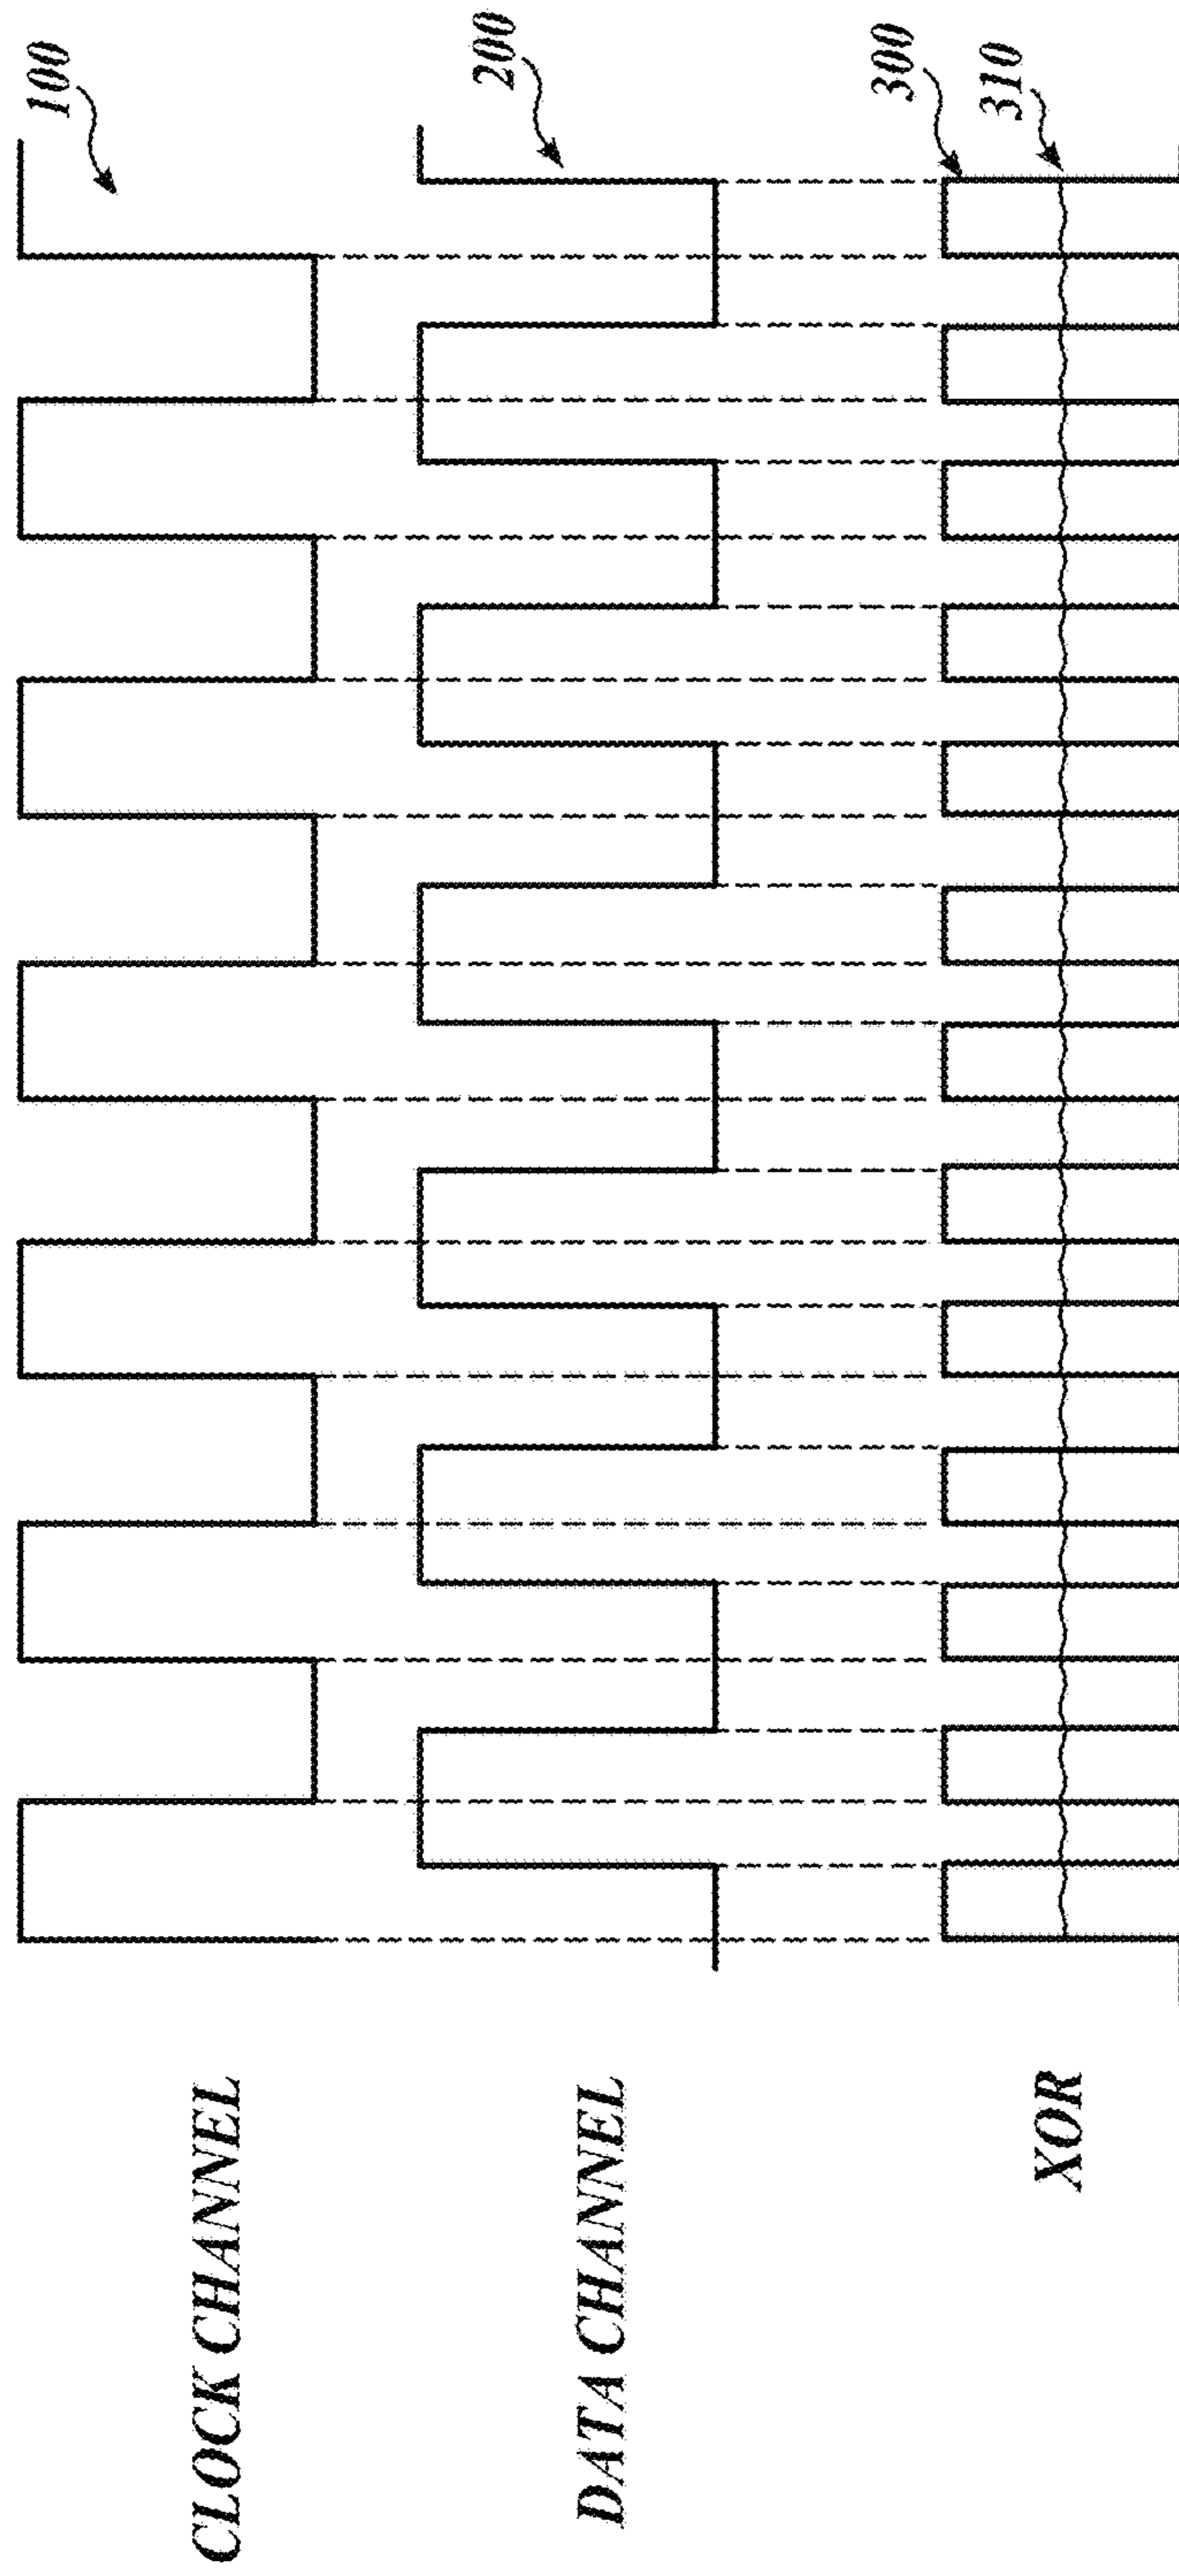 CLOCK CHANNEL
100
DATA CHANNEL
200
XOR
300
310